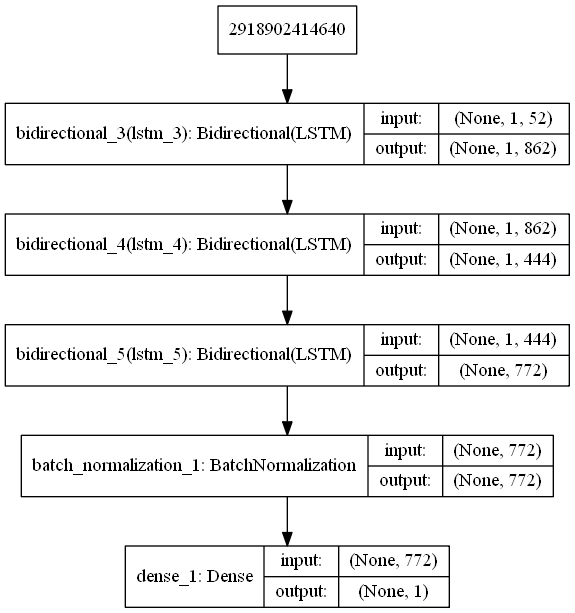 2918902414640
bidirectional_3(lstm_3): Bidirectional(LSTM)
input: (None, 1, 52)
output: (None, 1, 862)
bidirectional_4(lstm_4): Bidirectional(LSTM)
input: (None, 1, 862)
output: (None, 1, 444)
bidirectional_5(lstm_5): Bidirectional(LSTM)
input: (None, 1, 444)
output: (None, 772)
batch_normalization_1: BatchNormalization
input: (None, 772)
output: (None, 772)
dense_1: Dense
input: (None, 772)
output: (None, 1)